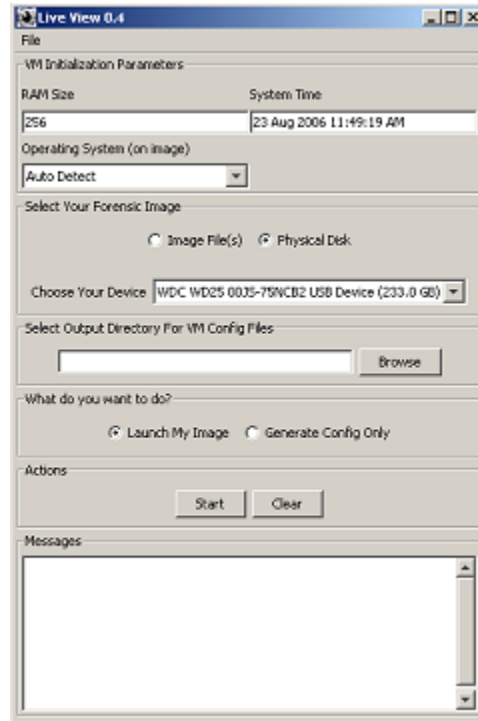 Live View 0.4
File
VM Initialization Parameters
RAM Size System Time
256 23 Aug 2006 11:49:19 AM
Operating System (on image)
Auto Detect
Select Your Forensic Image
Image File(s) Physical Disk
Choose Your Device WDC WD25 00JS-75NCB2 USB Device (233.0 GB)
Select Output Directory For VM Config Files
Browse
What do you want to do?
Launch My Image Generate Config Only
Actions
Start Clear
Messages